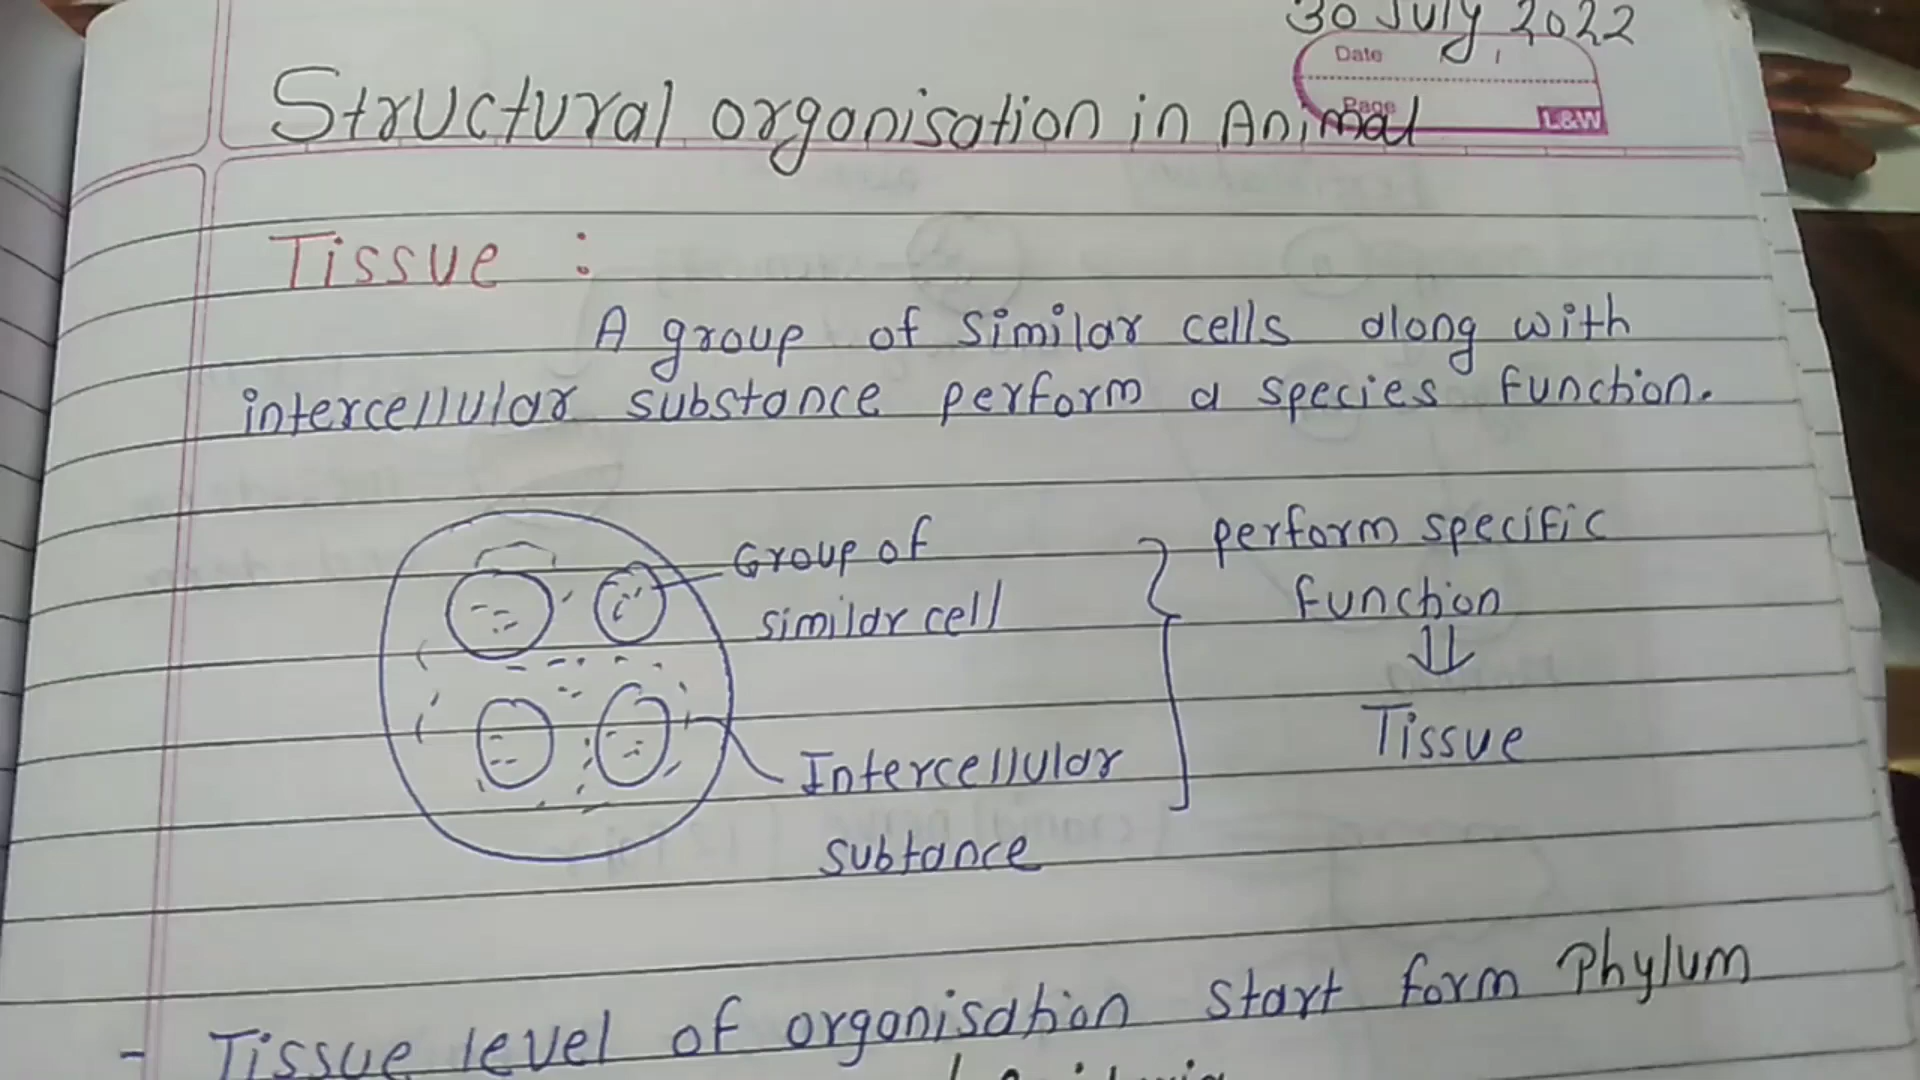 30 July, 2022
Date
Page
L&W
Structural organisation in Animal
Tissue :
A group of similar cells along with
intercellular substance perform a species function.
Group of
similar cell
Intercellular
subtance
perform specific
function
Tissue
- Tissue level of organisation start form Phylum